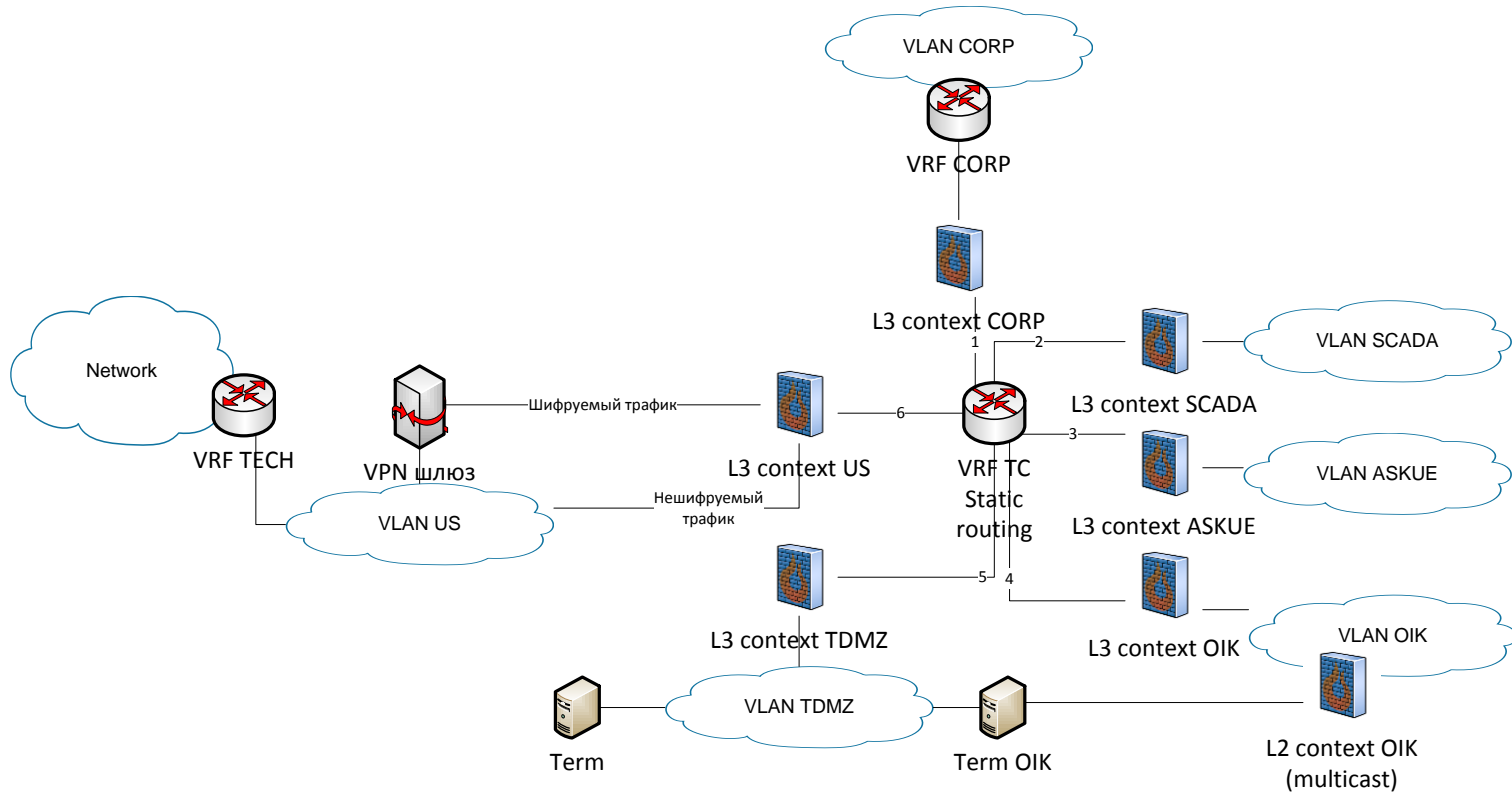 VLAN CORP
VRF CORP
L3 context CORP
1
2
VLAN SCADA
L3 context SCADA
Network
VRF TECH
VPN шлюз
Шифруемый трафик
L3 context US
6
VRF TC
Static
routing
3
VLAN ASKUE
L3 context ASKUE
VLAN US
Нешифруемый
трафик
5
4
L3 context TDMZ
L3 context OIK
VLAN OIK
Term
VLAN TDMZ
Term OIK
L2 context OIK
(multicast)